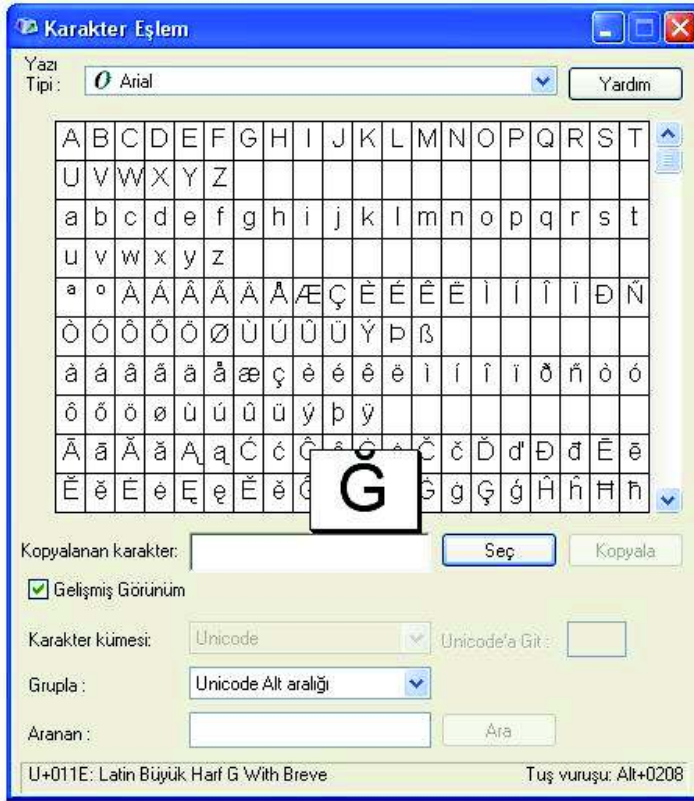 Karakter Eşlem
Yazı
Tipi : O Arial Yardım
A B C D E F G H I J K L M N O P Q R S T
U V W X Y Z
a b c d e f g h i j k l m n o p q r s t
u v w x y z
ª º À Á Â Ã Ä Å Æ Ç È É Ê Ë Ì Í Î Ï Đ Ñ
Ò Ó Ô Õ Ö Ø Ù Ú Û Ü Ý Þ ß
à á â ã ä å æ ç è é ê ë ì í î ï ð ñ ò ó
ô õ ö ø ù ú û ü ý þ ÿ
Ā ā Ă ă Ą ą Ć ć Č č Ď ď Đ đ Ē ē
Ĕ ĕ Ė ė Ę ę Ě ě Ğ Ġ ġ Ģ ģ Ĥ ĥ Ħ ħ
Kopyalanan karakter: Seç Kopyala
Gelişmiş Görünüm
Karakter kümesi: Unicode Unicode'a Git :
Grupla : Unicode Alt aralığı
Aranan : Ara
U+011E: Latin Büyük Harf G With Breve Tuş vuruşu: Alt+0208